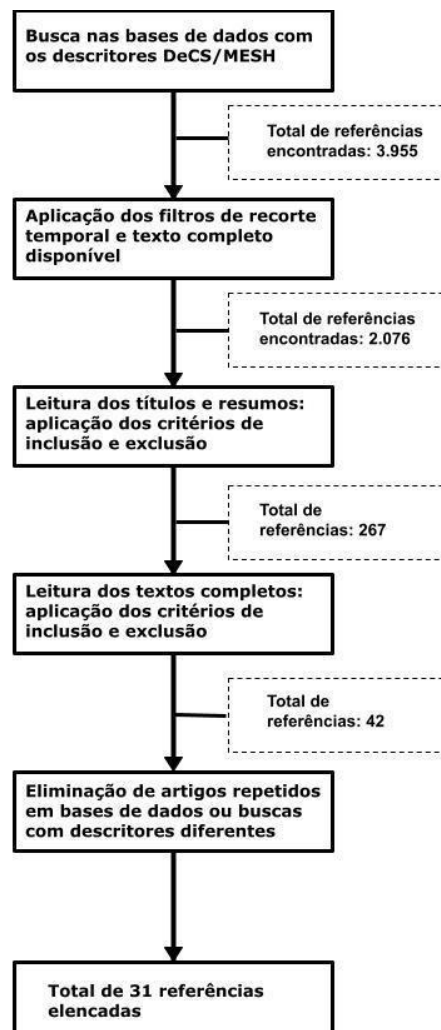 Busca nas bases de dados com
os descritores DeCS/MESH
Total de referências
encontradas: 3.955
Aplicação dos filtros de recorte
temporal e texto completo
disponível
Total de referências
encontradas: 2.076
Leitura dos títulos e resumos:
aplicação dos critérios de
inclusão e exclusão
Total de
referências: 267
Leitura dos textos completos:
aplicação dos critérios de
inclusão e exclusão
Total de
referências: 42
Eliminação de artigos repetidos
em bases de dados ou buscas
com descritores diferentes
Total de 31 referências
elencadas